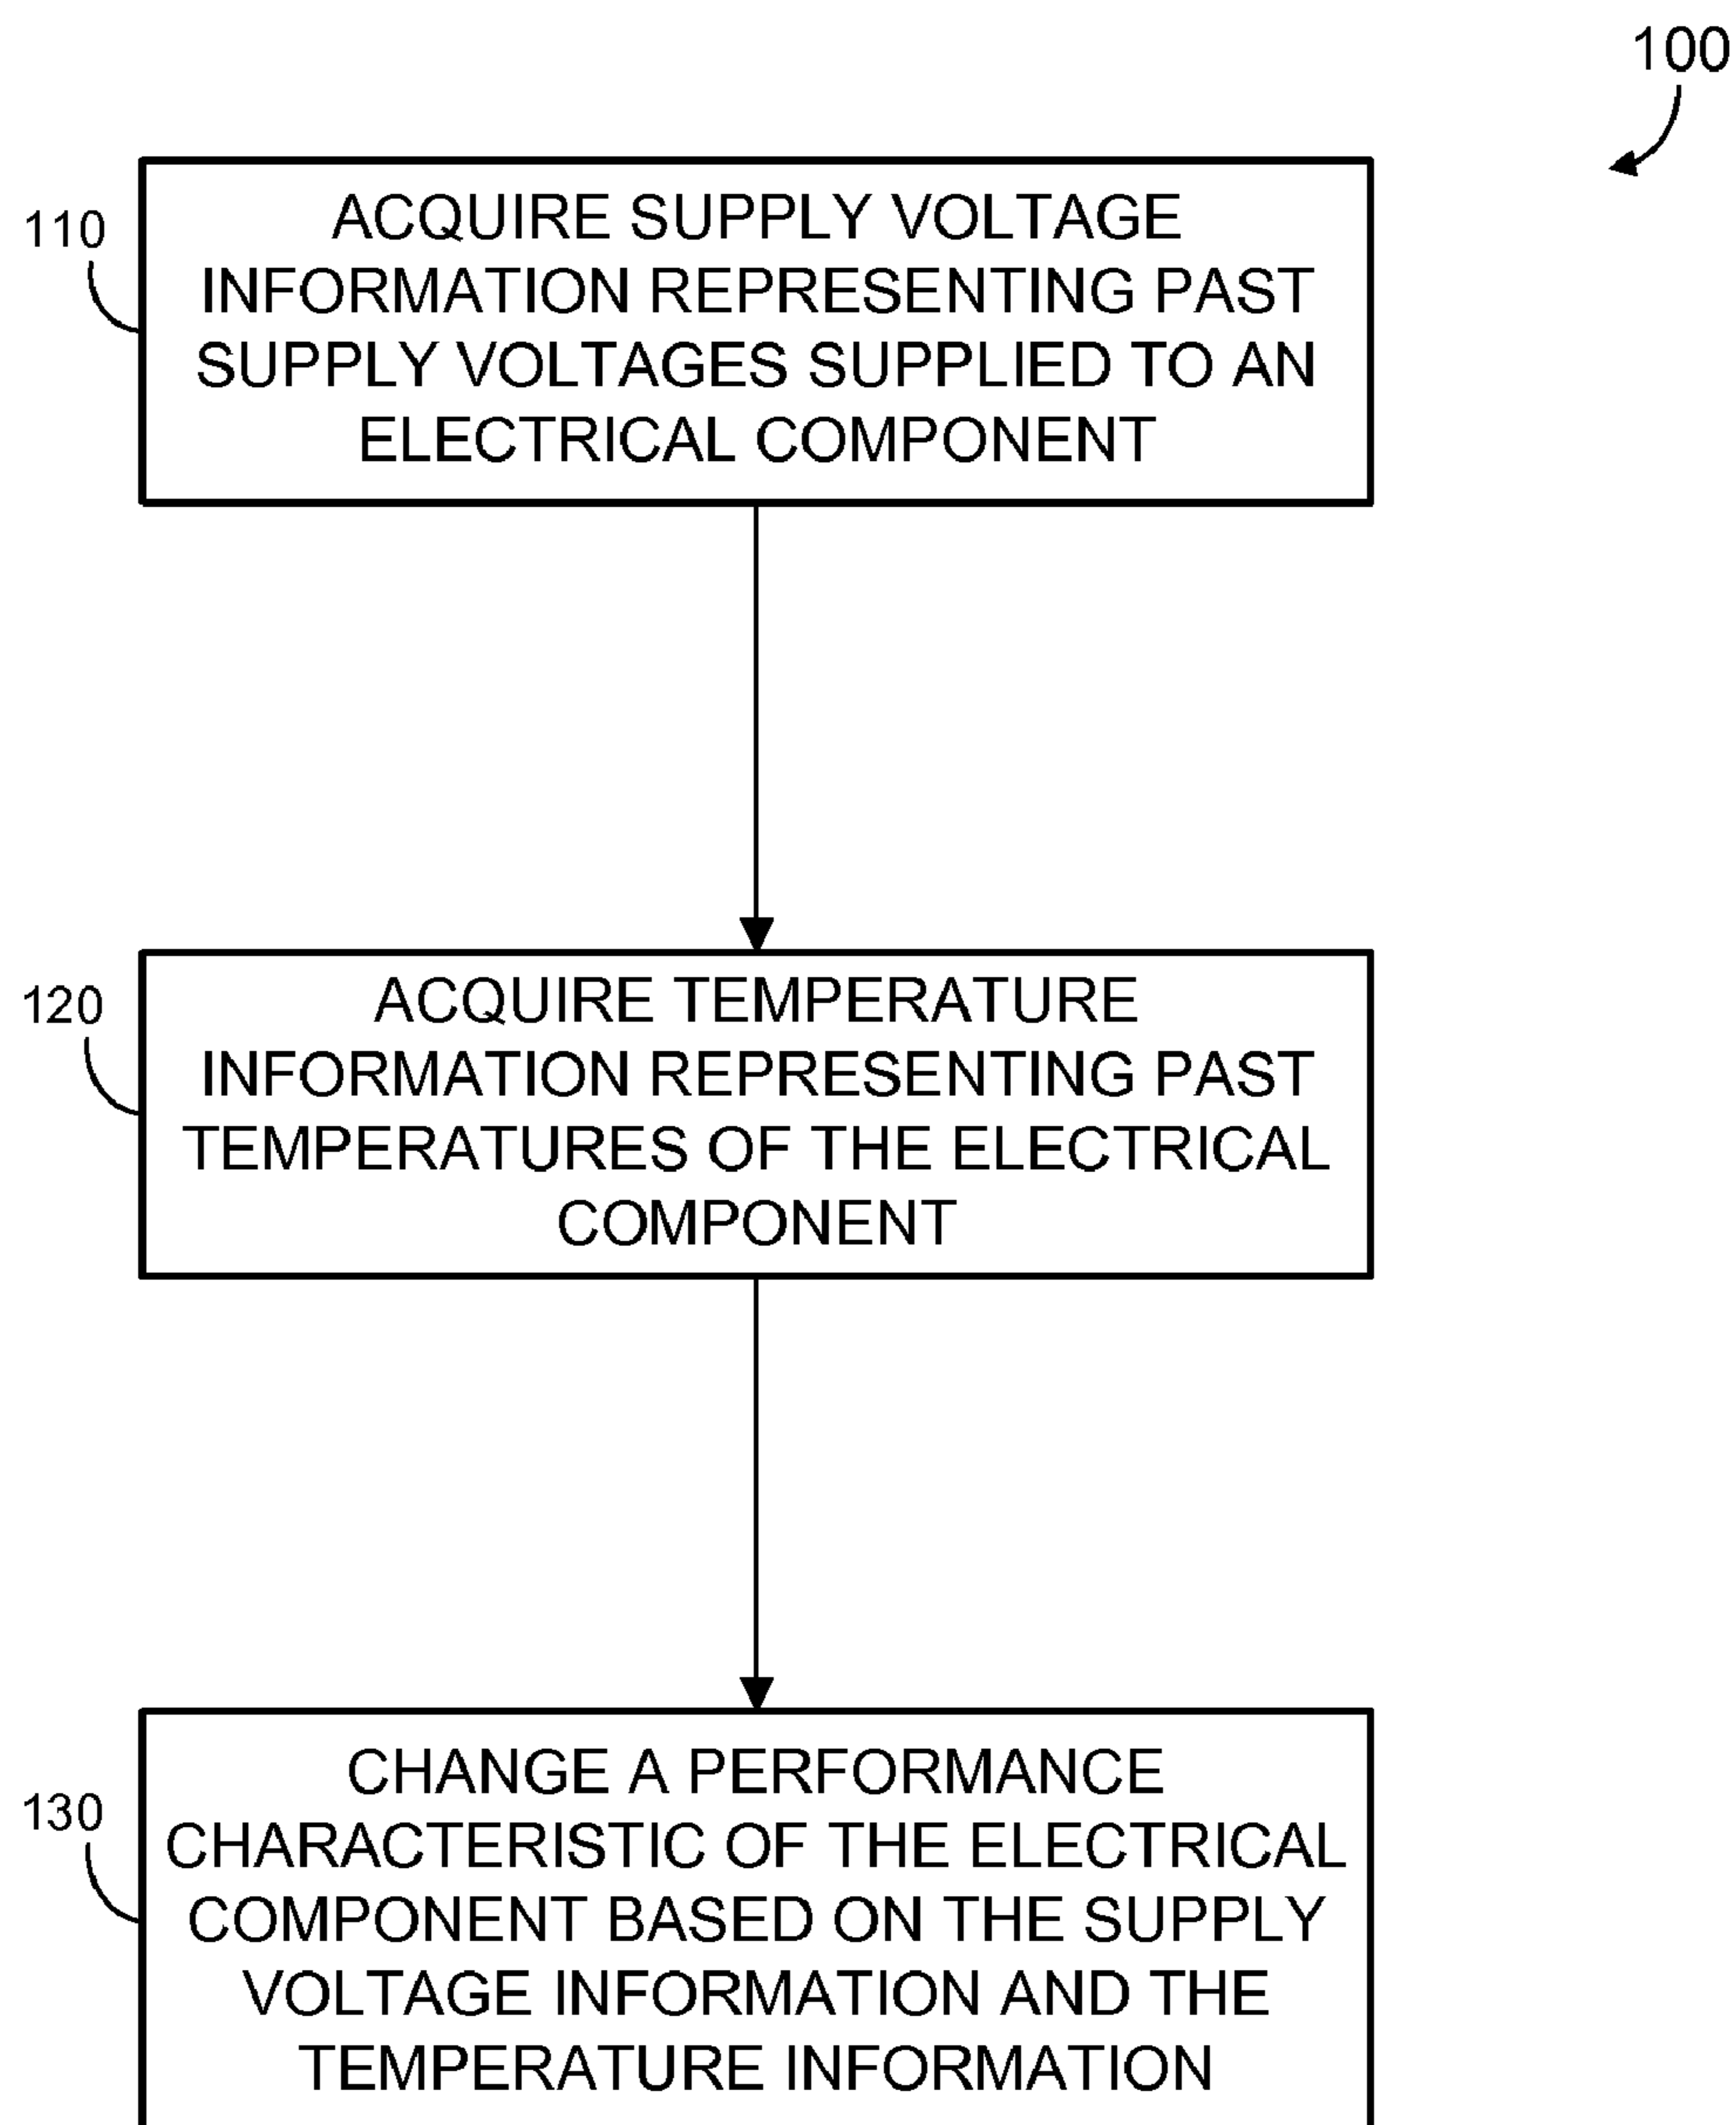 100
110
ACQUIRE SUPPLY VOLTAGE
INFORMATION REPRESENTING PAST
SUPPLY VOLTAGES SUPPLIED TO AN
ELECTRICAL COMPONENT
120
ACQUIRE TEMPERATURE
INFORMATION REPRESENTING PAST
TEMPERATURES OF THE ELECTRICAL
COMPONENT
130
CHANGE A PERFORMANCE
CHARACTERISTIC OF THE ELECTRICAL
COMPONENT BASED ON THE SUPPLY
VOLTAGE INFORMATION AND THE
TEMPERATURE INFORMATION